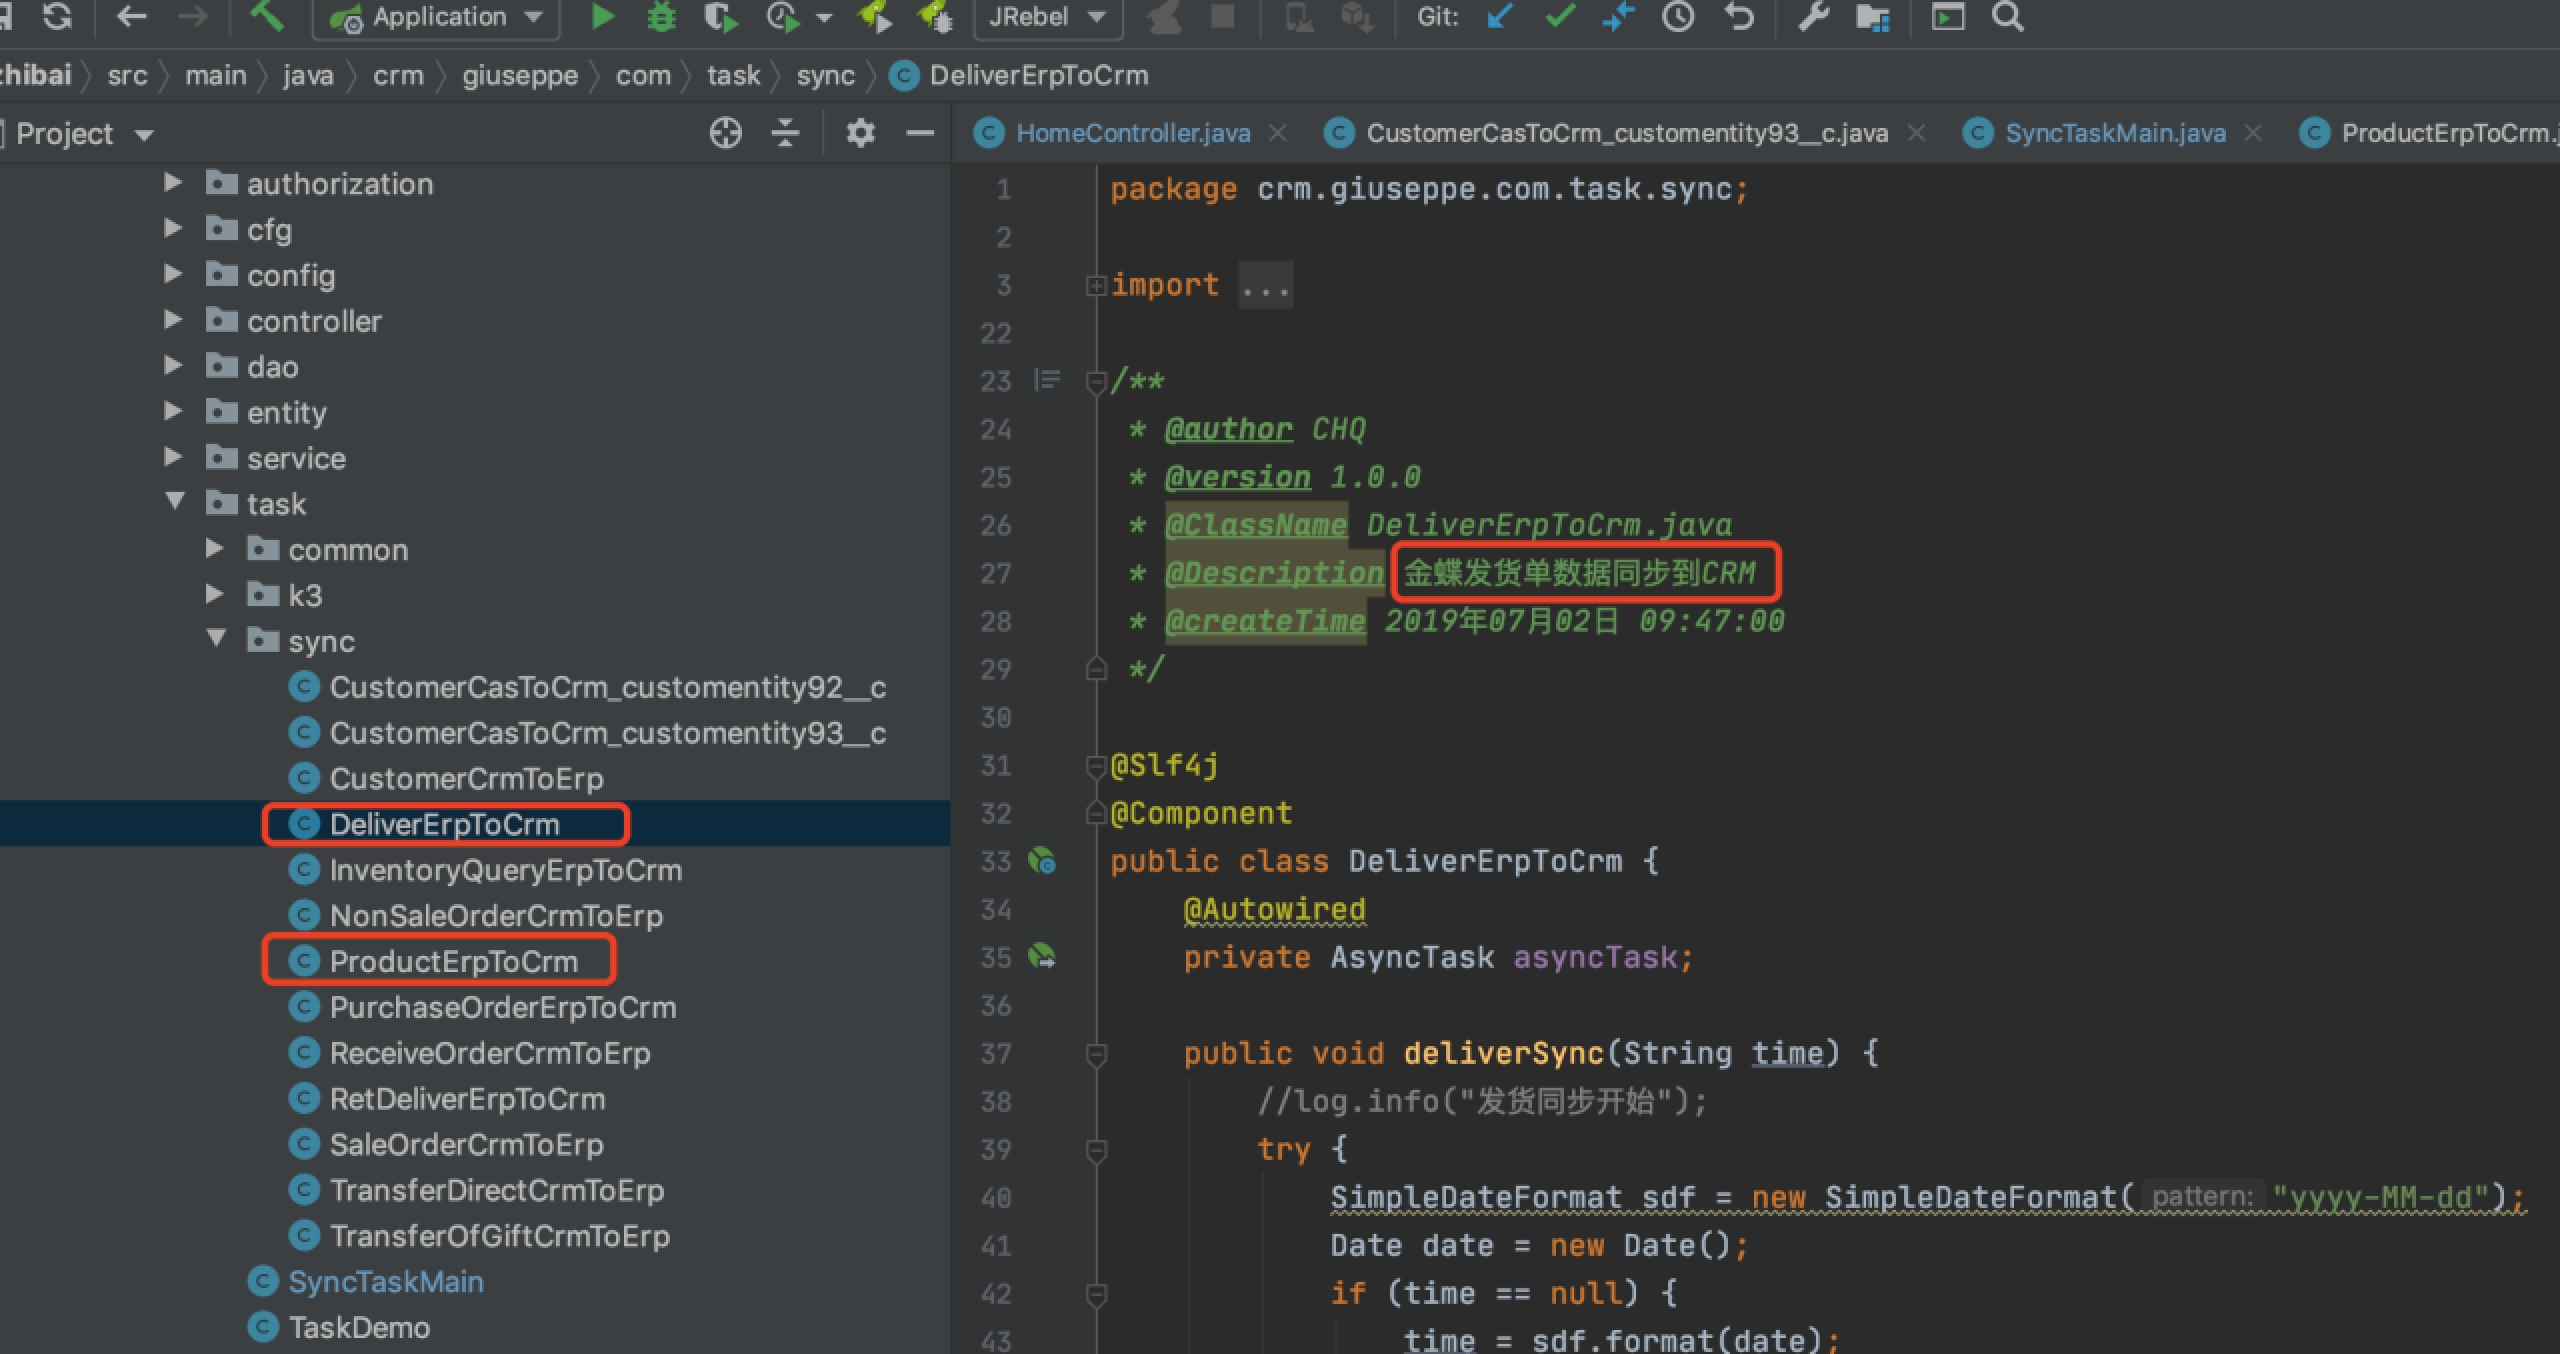 Application
JRebel
Git:
zhibai src main java crm giuseppe com task sync DeliverErpToCrm
Project
HomeController.java
CustomerCasToCrm_customentity93__c.java
SyncTaskMain.java
ProductErpToCrm.j
authorization
cfg
config
controller
dao
entity
service
task
common
k3
sync
CustomerCasToCrm_customentity92__c
CustomerCasToCrm_customentity93__c
CustomerCrmToErp
DeliverErpToCrm
InventoryQueryErpToCrm
NonSaleOrderCrmToErp
ProductErpToCrm
PurchaseOrderErpToCrm
ReceiveOrderCrmToErp
RetDeliverErpToCrm
SaleOrderCrmToErp
TransferDirectCrmToErp
TransferOfGiftCrmToErp
SyncTaskMain
TaskDemo
1 package crm.giuseppe.com.task.sync;
2
3 import ...
22
23 /**
24 * @author CHQ
25 * @version 1.0.0
26 * @ClassName DeliverErpToCrm.java
27 * @Description 金蝶发货单数据同步到CRM
28 * @createTime 2019年07月02日 09:47:00
29 */
30
31 @Slf4j
32 @Component
33 public class DeliverErpToCrm {
34 @Autowired
35 private AsyncTask asyncTask;
36
37 public void deliverSync(String time) {
38 //log.info("发货同步开始");
39 try {
40 SimpleDateFormat sdf = new SimpleDateFormat( pattern: "yyyy-MM-dd");
41 Date date = new Date();
42 if (time == null) {
43 time = sdf.format(date);